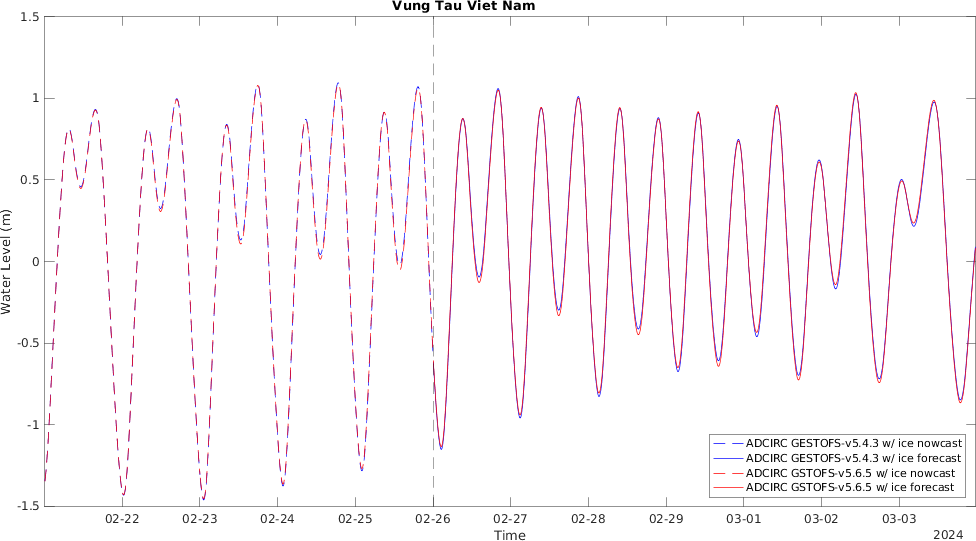 Vung Tau Viet Nam
1.5
1
0.5
0
-0.5
-1
-1.5
Water Level (m)
02-22 02-23 02-24 02-25 02-26 02-27 02-28 02-29 03-01 03-02 03-03
Time
2024
ADCIRC GESTOFS-v5.4.3 w/ ice nowcast
ADCIRC GESTOFS-v5.4.3 w/ ice forecast
ADCIRC GSTOFS-v5.6.5 w/ ice nowcast
ADCIRC GSTOFS-v5.6.5 w/ ice forecast